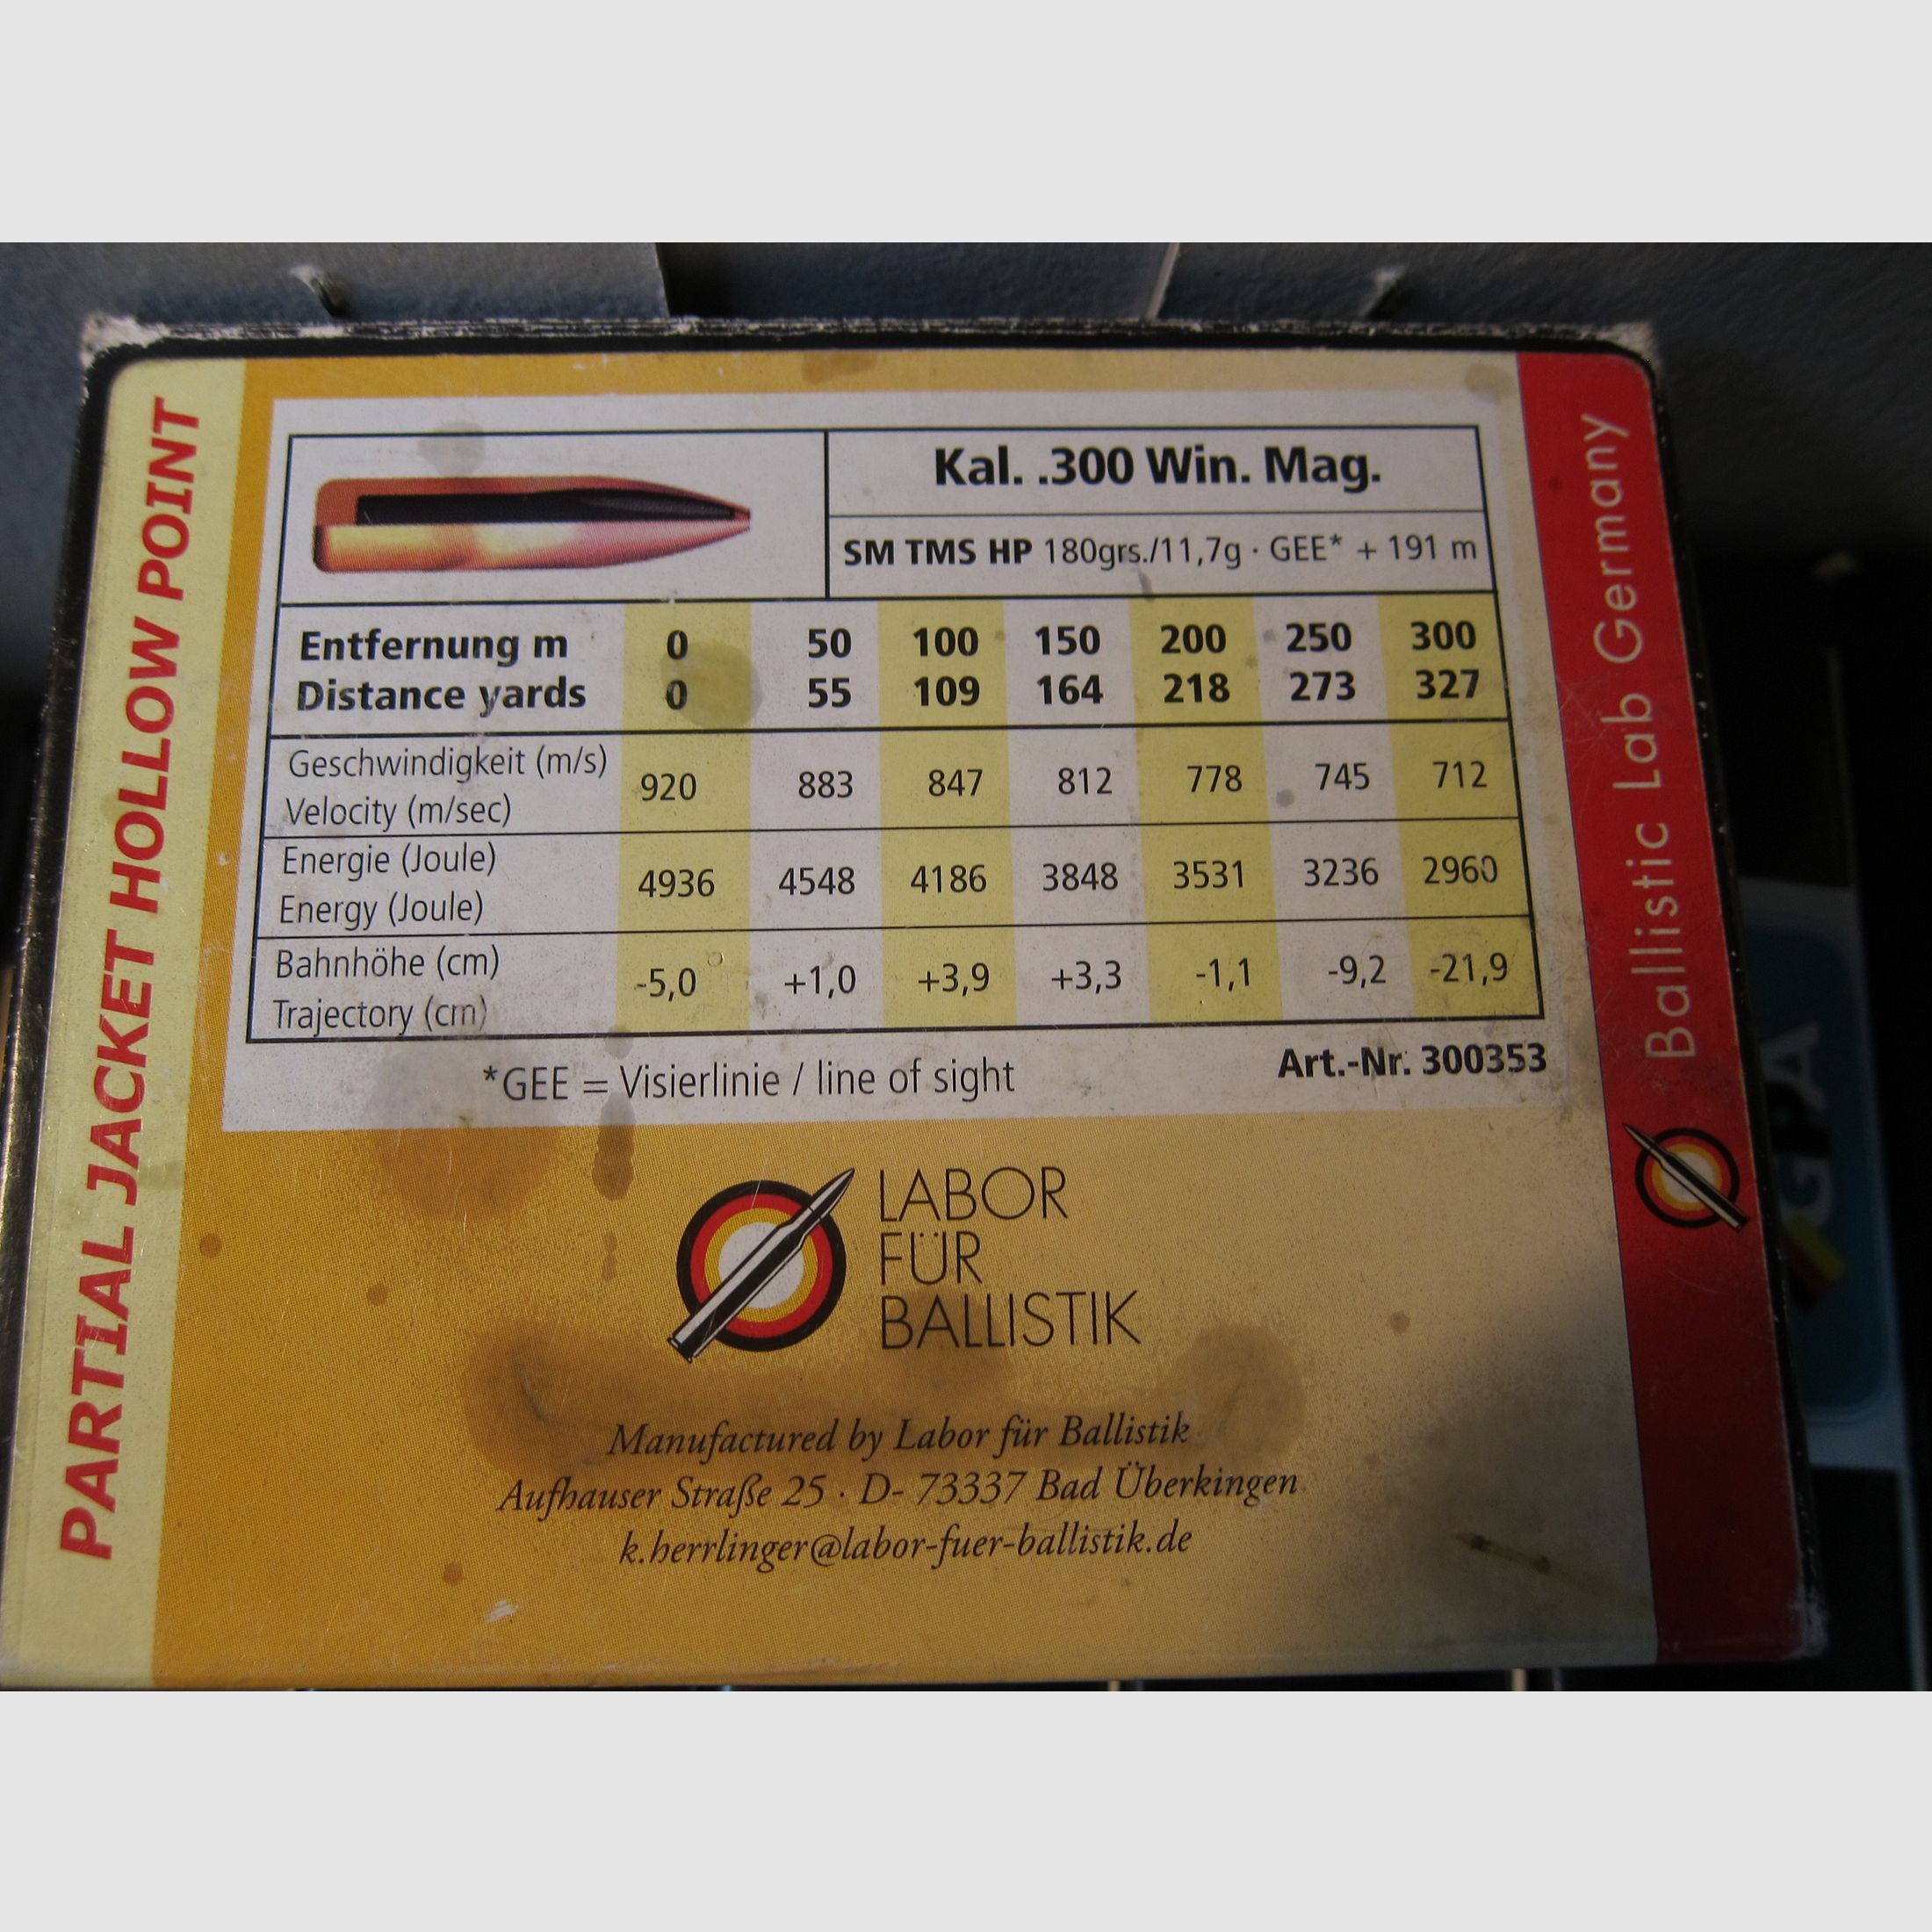 PARTIAL JACKET HOLLOW POINT
Kal. .300 Win. Mag.
SM TMS HP 180grs./11,7g · GEE* + 191 m
Entfernung m 0 50 100 150 200 250 300
Distance yards 0 55 109 164 218 273 327
Geschwindigkeit (m/s)
Velocity (m/sec) 920 883 847 812 778 745 712
Energie (Joule)
Energy (Joule) 4936 4548 4186 3848 3531 3236 2960
Bahnhöhe (cm)
Trajectory (cm) -5,0 +1,0 +3,9 +3,3 -1,1 -9,2 -21,9
*GEE = Visierlinie / line of sight
Art.-Nr. 300353
LABOR
FÜR
BALLISTIK
Manufactured by Labor für Ballistik
Aufhauser Straße 25 · D- 73337 Bad Überkingen
k.herrlinger@labor-fuer-ballistik.de
Ballistic Lab Germany